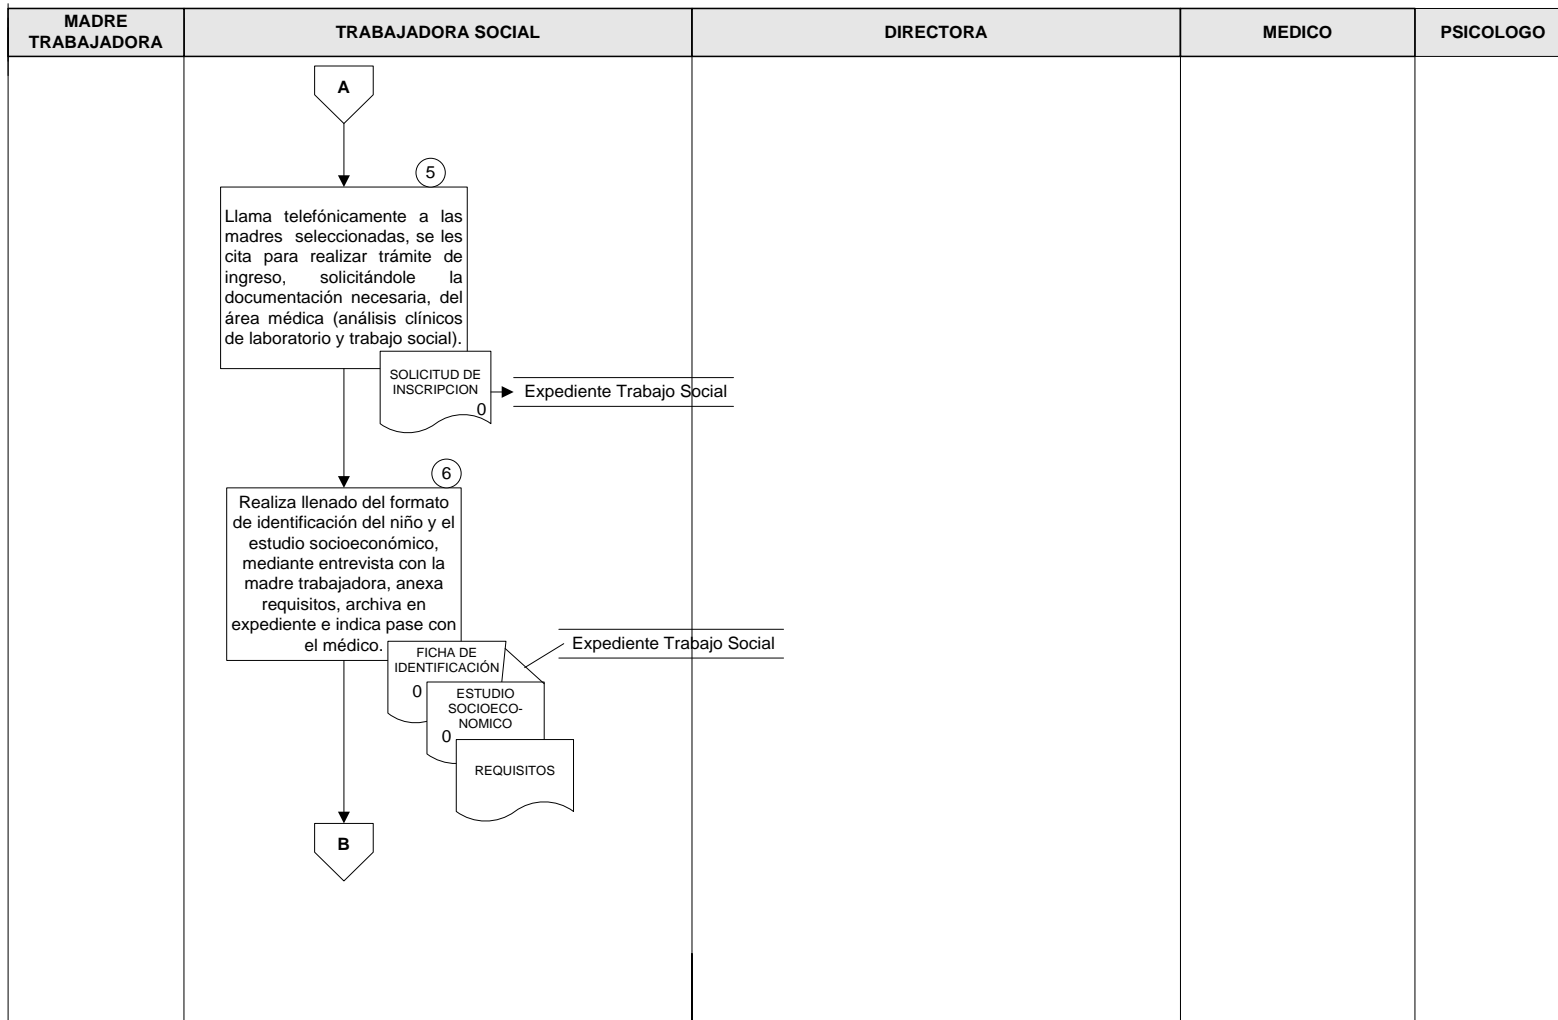 MADRE
TRABAJADORA
TRABAJADORA SOCIAL
DIRECTORA
MEDICO
PSICOLOGO
A
5
Llama telefónicamente a las
madres seleccionadas, se les
cita para realizar trámite de
ingreso, solicitándole la
documentación necesaria, del
área médica (análisis clínicos
de laboratorio y trabajo social).
SOLICITUD DE
INSCRIPCION
0
Expediente Trabajo Social
6
Realiza llenado del formato
de identificación del niño y el
estudio socioeconómico,
mediante entrevista con la
madre trabajadora, anexa
requisitos, archiva en
expediente e indica pase con
el médico.
FICHA DE
IDENTIFICACIÓN
0
Expediente Trabajo Social
ESTUDIO
SOCIOECO-
NOMICO
0
REQUISITOS
B